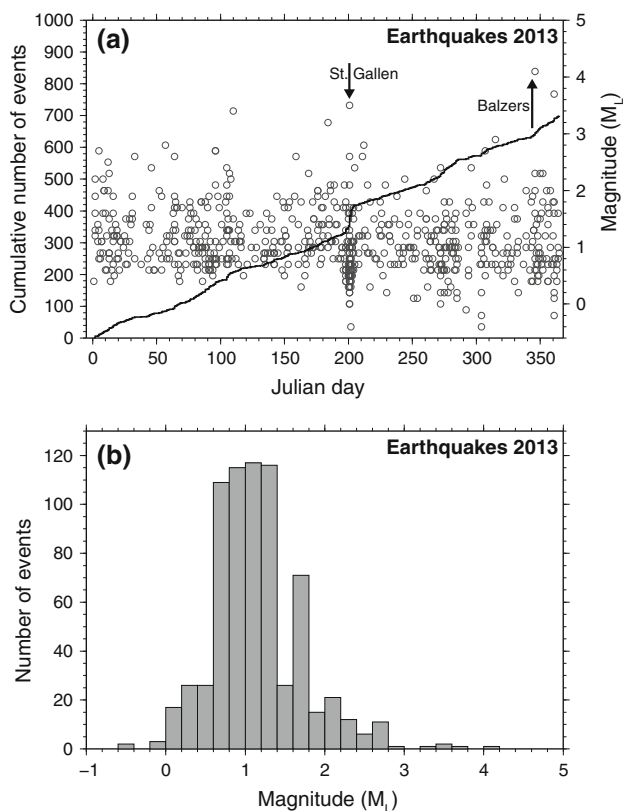 (a)
Earthquakes 2013
St. Gallen
Balzers
Cumulative number of events
1000
900
800
700
600
500
400
300
200
100
0
5
4
3
2
1
0
Magnitude (ML)
0 50 100 150 200 250 300 350
Julian day
(b)
Earthquakes 2013
Number of events
120
100
80
60
40
20
0
−1 0 1 2 3 4 5
Magnitude (ML)